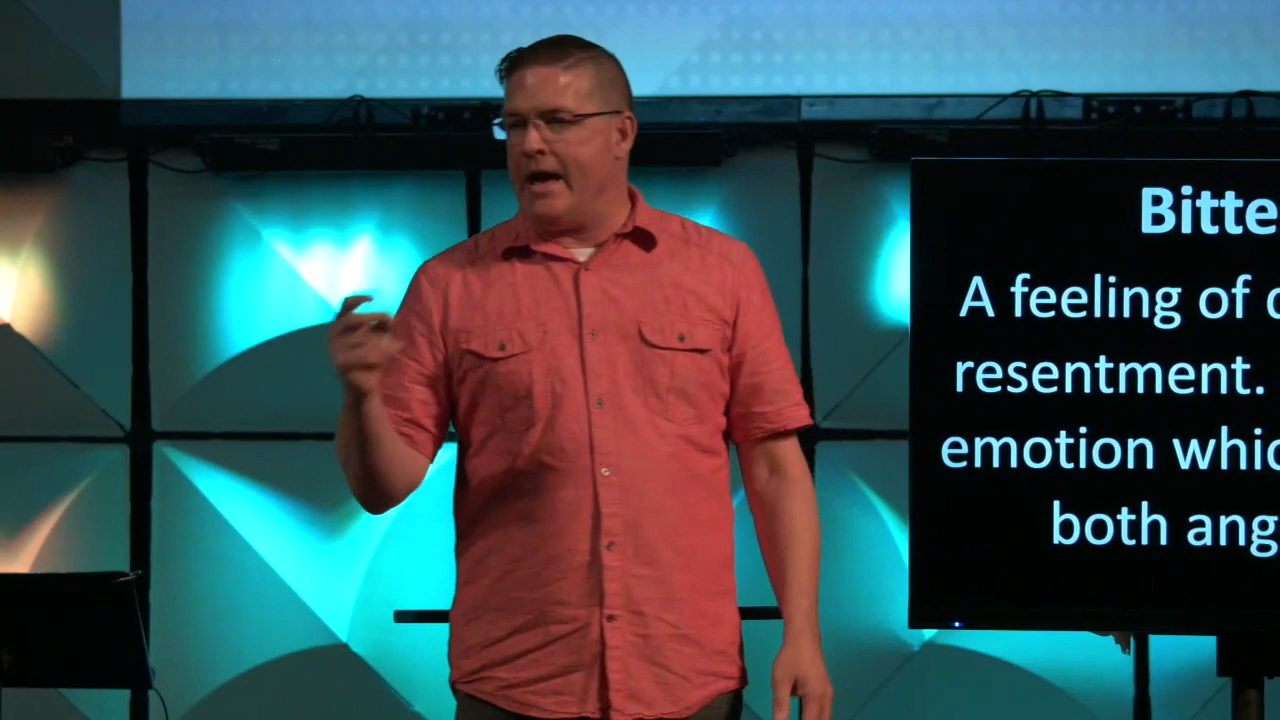 Bitte
A feeling of
resentment.
emotion whic
both ang